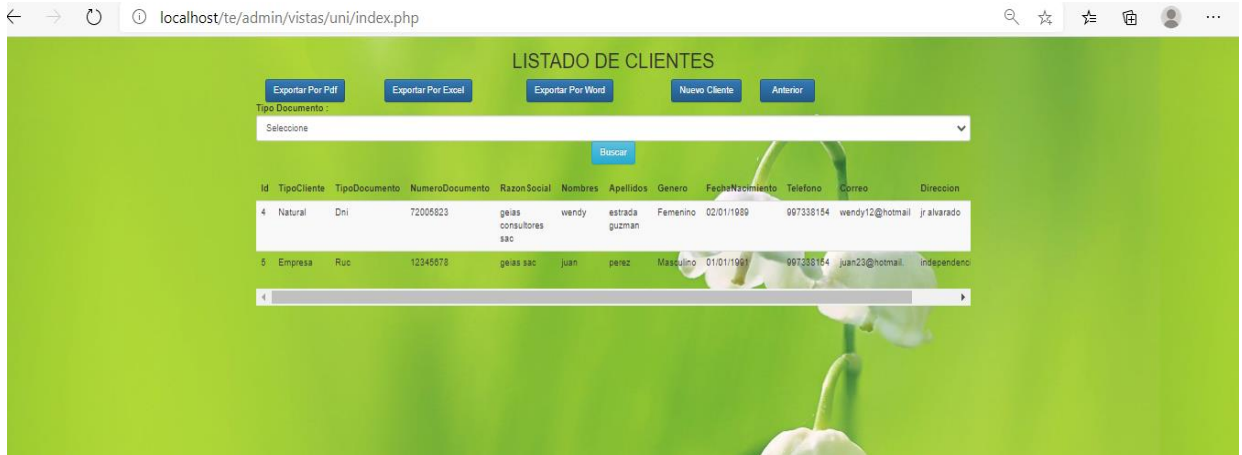 localhost/te/admin/vistas/uni/index.php
LISTADO DE CLIENTES
Exportar Por Pdf Exportar Por Excel Exportar Por Word Nuevo Cliente Anterior
Tipo Documento :
Seleccione
Buscar
Id TipoCliente TipoDocumento NumeroDocumento RazonSocial Nombres Apellidos Genero FechaNacimiento Telefono Correo Direccion
4 Natural Dni 72005823 geias wendy estrada Femenino 02/01/1989 997338154 wendy12@hotmail jr alvarado
consultores guzman
sac
5 Empresa Ruc 12345678 geias sac juan perez Masculino 01/01/1991 997338154 juan23@hotmail. independenci